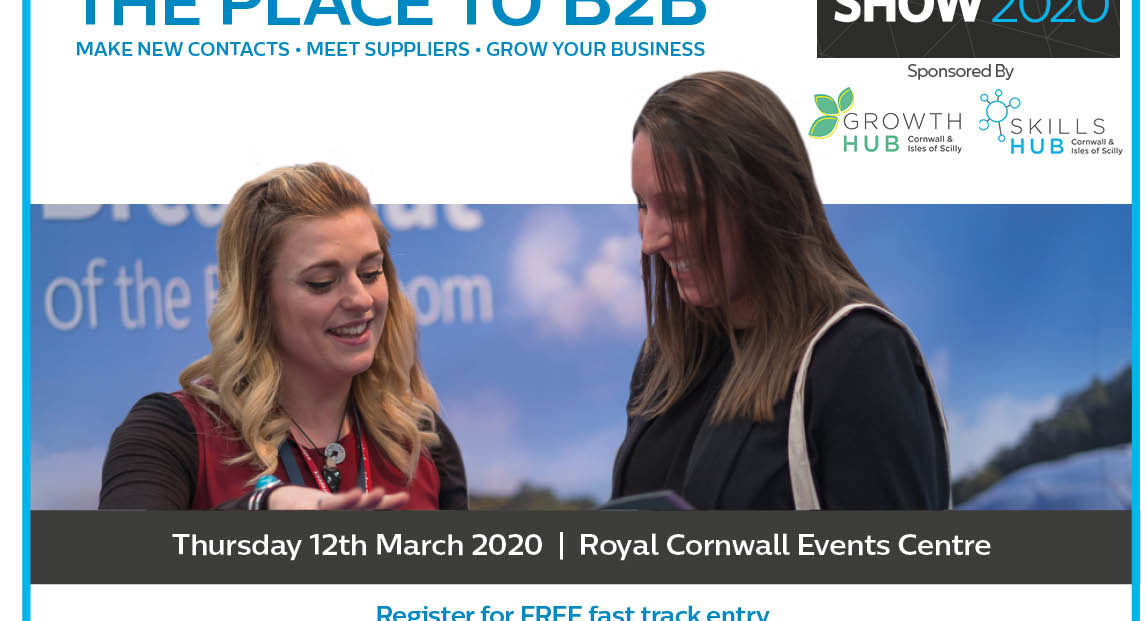 THE PLACE TO B2B
SHOW 2020
MAKE NEW CONTACTS • MEET SUPPLIERS • GROW YOUR BUSINESS
Sponsored By
GROWTH
HUB Cornwall &
Isles of Scilly
SKILLS
HUB Cornwall &
Isles of Scilly
of the
Thursday 12th March 2020 | Royal Cornwall Events Centre
Register for FREE fast track entry